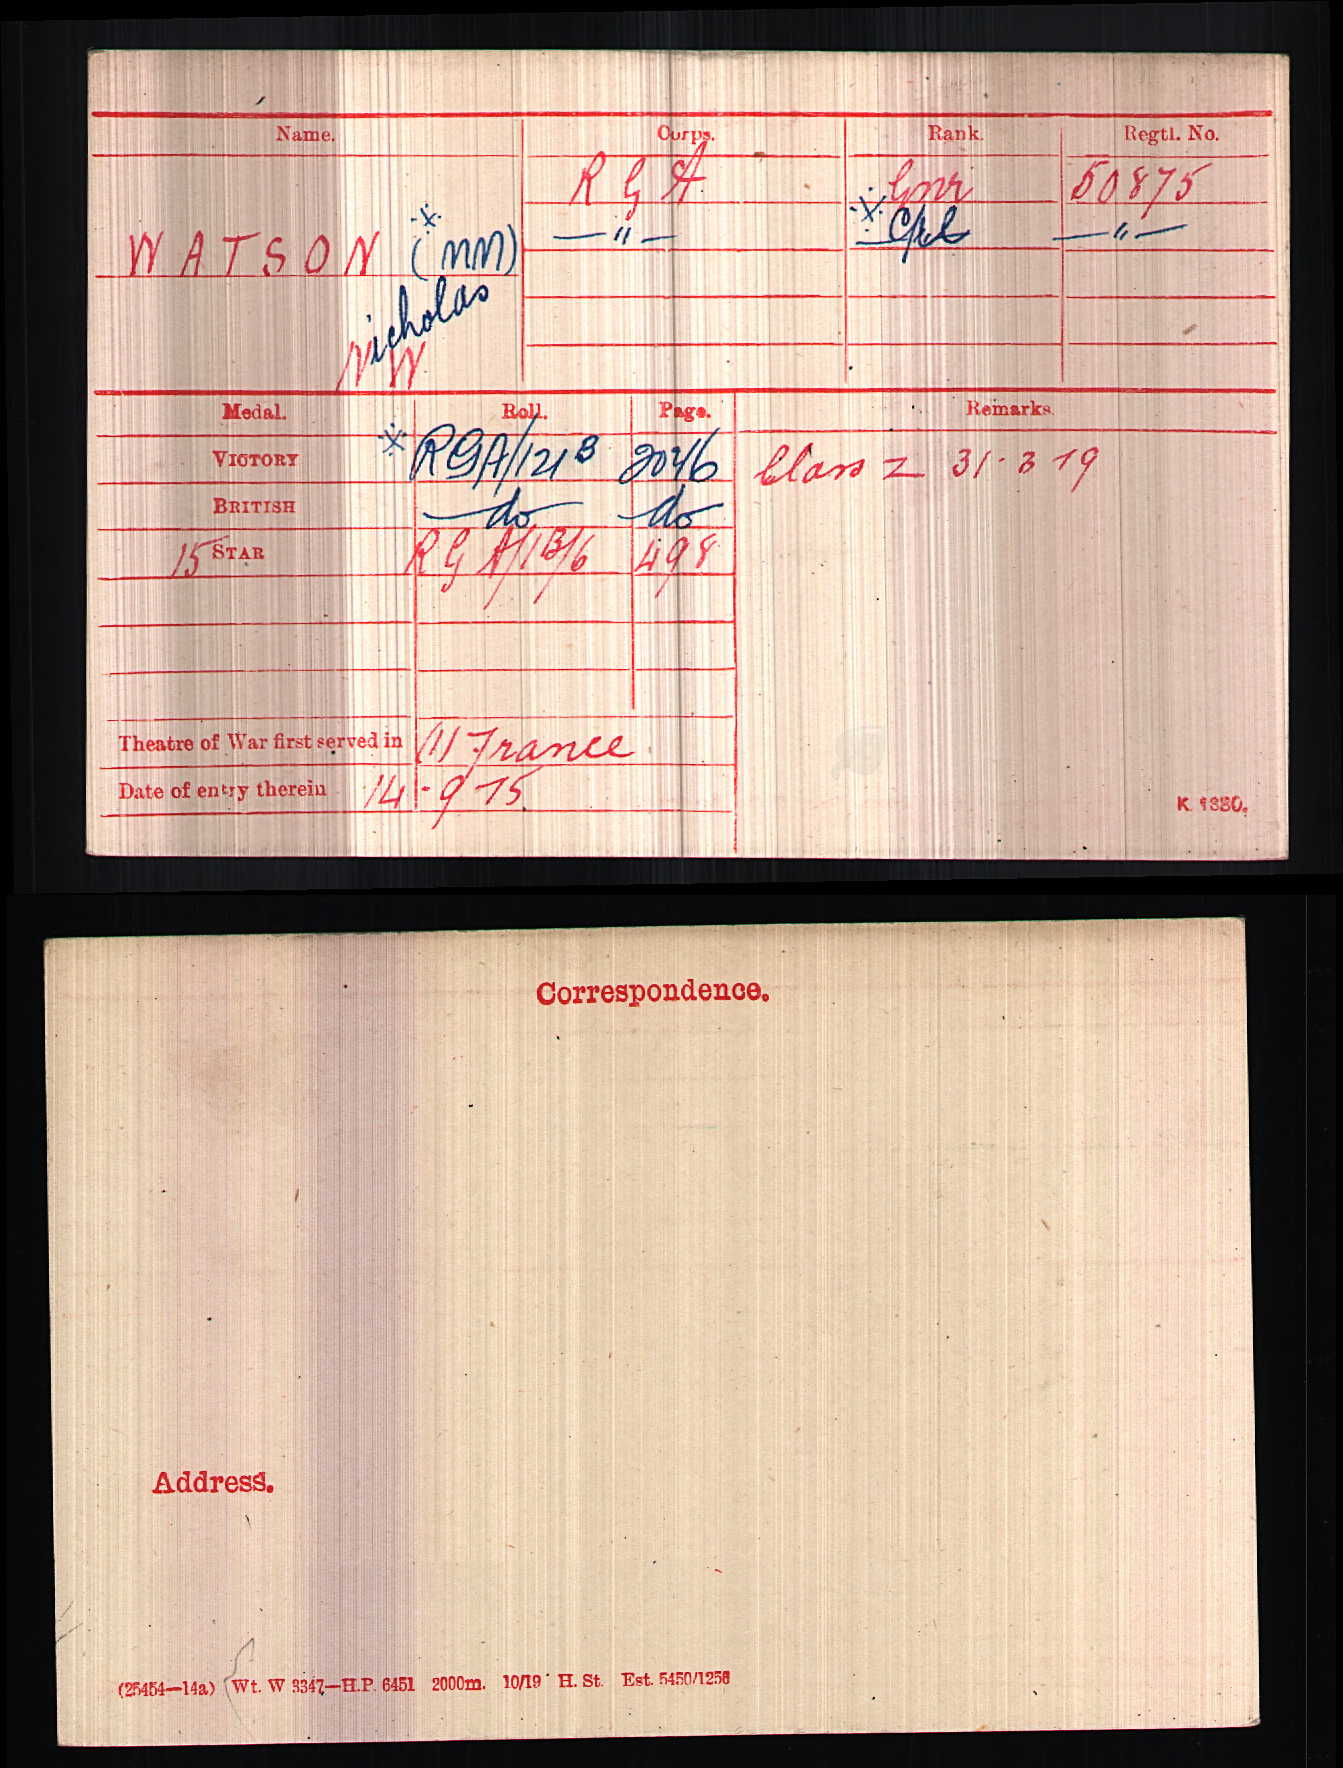 Name. Corps. Rank. Regtl. No.
R G A Gnr 50875
WATSON (MM) — " — Cpl — " —
Nicholas
W
Medal. Roll. Page. Remarks.
VICTORY RGA/121B 2046 Class Z 31·3·19
BRITISH do do
15 STAR RGA/1B/6 498
Theatre of War first served in (1) France
Date of entry therein 14-9-15
K. 1380.
Correspondence.
Address.
(25454—14a) Wt. W 3347—H.P. 6451 2000m. 10/19 H. St. Est. 5450/1256